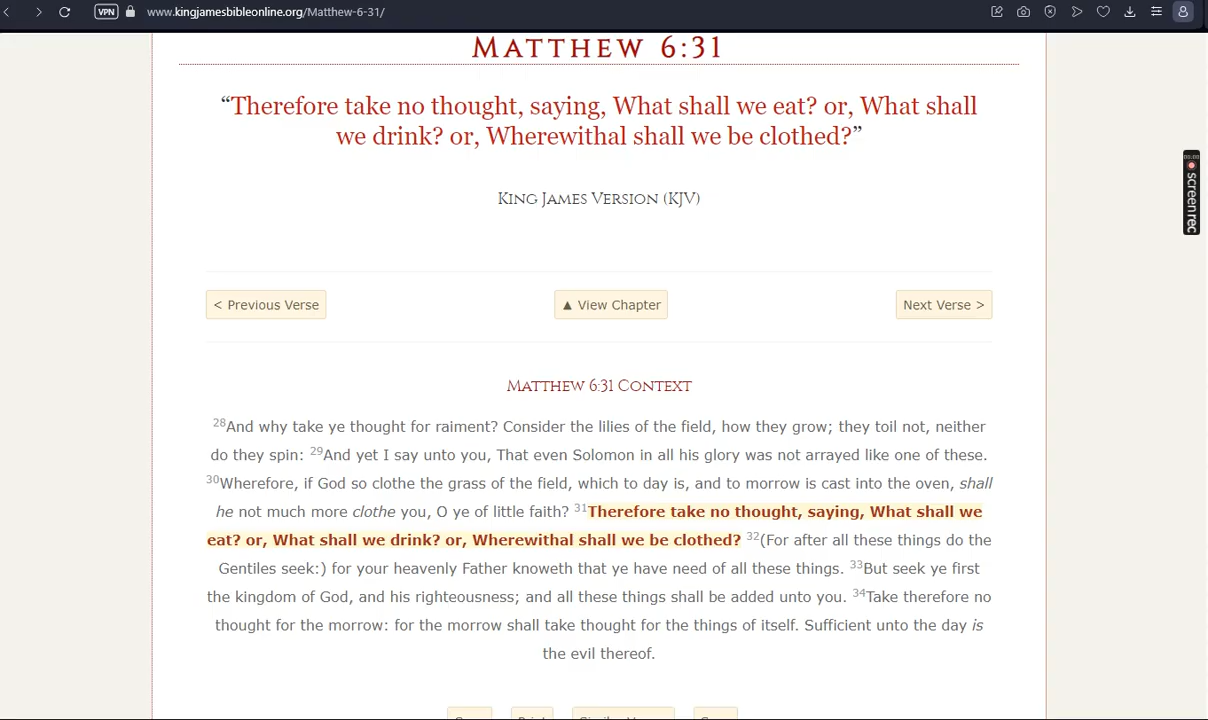 VPN www.kingjamesbibleonline.org/Matthew-6-31/
MATTHEW 6:31
“Therefore take no thought, saying, What shall we eat? or, What shall
we drink? or, Wherewithal shall we be clothed?”
KING JAMES VERSION (KJV)
< Previous Verse
▲ View Chapter
Next Verse >
MATTHEW 6:31 CONTEXT
28And why take ye thought for raiment? Consider the lilies of the field, how they grow; they toil not, neither
do they spin: 29And yet I say unto you, That even Solomon in all his glory was not arrayed like one of these.
30Wherefore, if God so clothe the grass of the field, which to day is, and to morrow is cast into the oven, shall
he not much more clothe you, O ye of little faith? 31Therefore take no thought, saying, What shall we
eat? or, What shall we drink? or, Wherewithal shall we be clothed? 32(For after all these things do the
Gentiles seek:) for your heavenly Father knoweth that ye have need of all these things. 33But seek ye first
the kingdom of God, and his righteousness; and all these things shall be added unto you. 34Take therefore no
thought for the morrow: for the morrow shall take thought for the things of itself. Sufficient unto the day is
the evil thereof.
00:00
screenrec